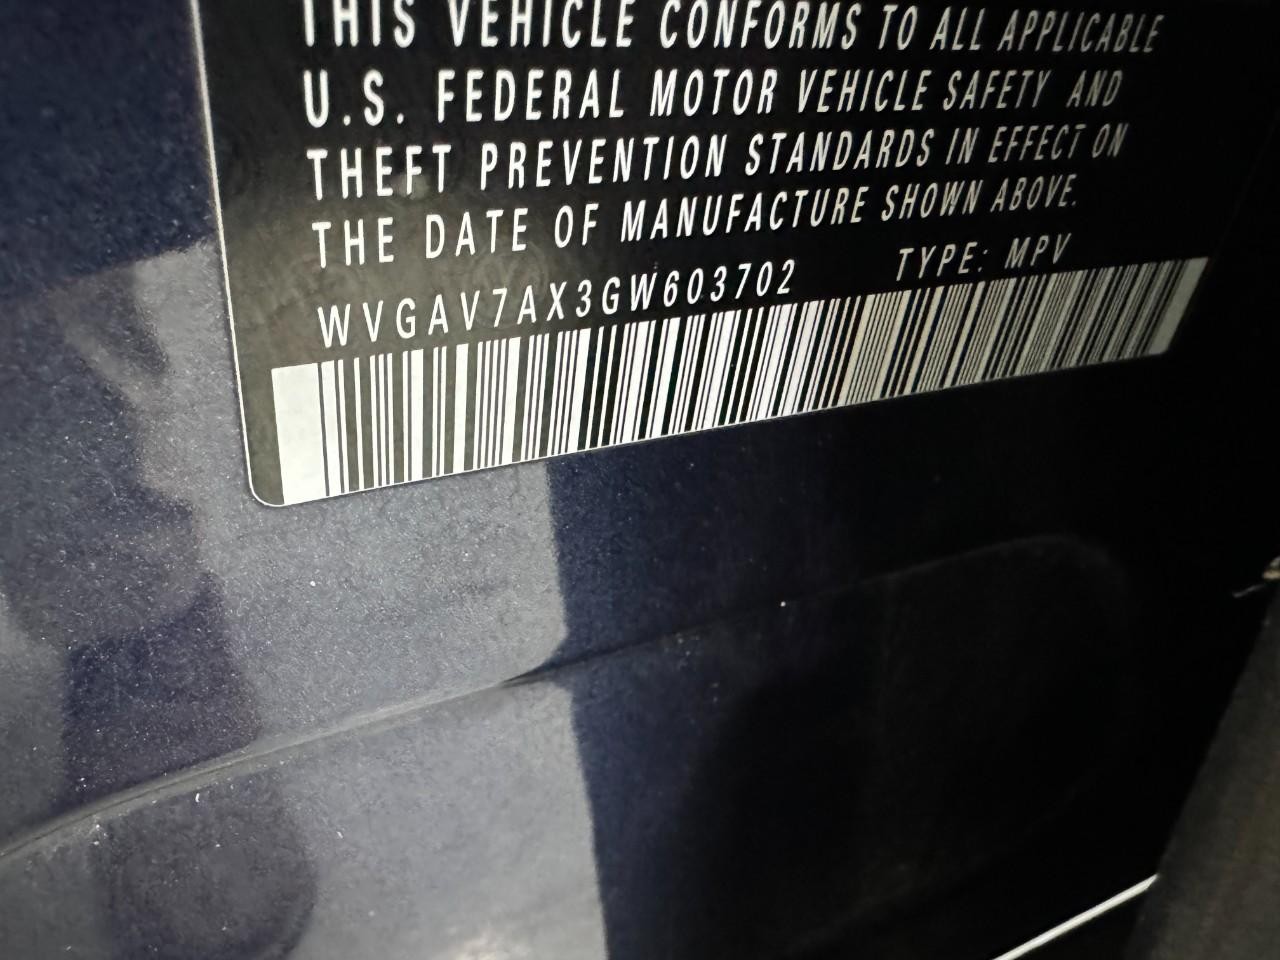 THIS VEHICLE CONFORMS TO ALL APPLICABLE
U.S. FEDERAL MOTOR VEHICLE SAFETY AND
THEFT PREVENTION STANDARDS IN EFFECT ON
THE DATE OF MANUFACTURE SHOWN ABOVE.
WVGAV7AX3GW603702 TYPE: MPV